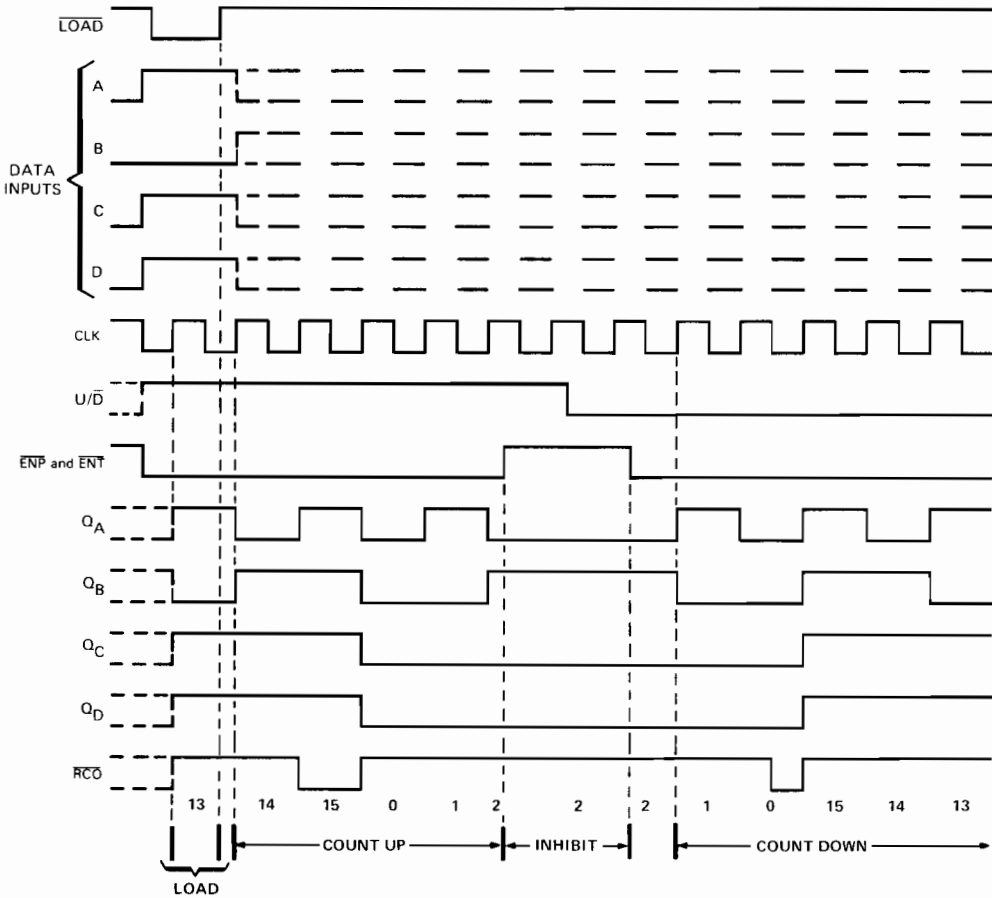 LOAD
A
B
DATA
INPUTS
C
D
CLK
U/D̅
ENP and ENT
QA
QB
QC
QD
RCO
13 14 15 0 1 2 2 2 1 0 15 14 13
COUNT UP INHIBIT COUNT DOWN
LOAD